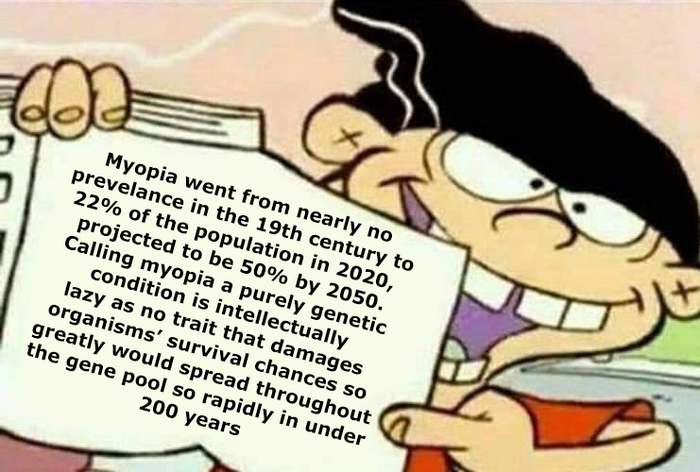 Myopia went from nearly no
prevelance in the 19th century to
22% of the population in 2020,
projected to be 50% by 2050.
Calling myopia a purely genetic
condition is intellectually
lazy as no trait that damages
organisms’ survival chances so
greatly would spread throughout
the gene pool so rapidly in under
200 years